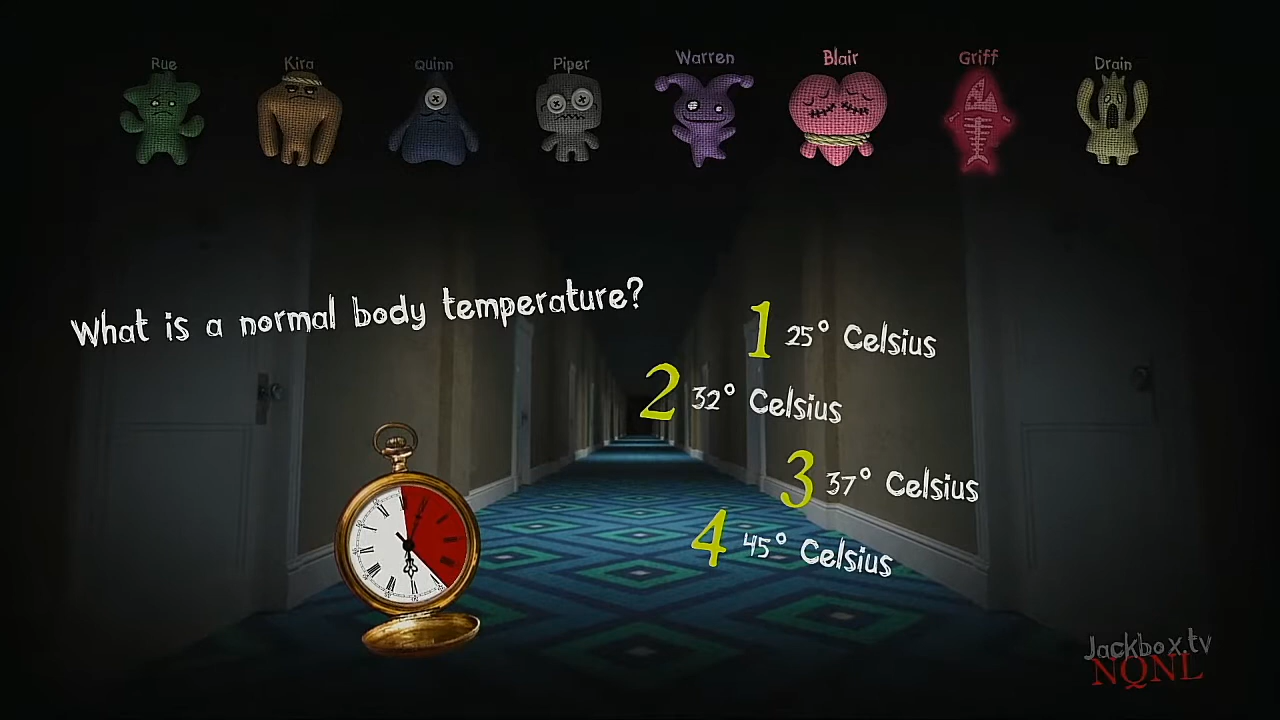 Rue
Kira
Quinn
Piper
Warren
Blair
Griff
Drain
What is a normal body temperature?
1 25° Celsius
2 32° Celsius
3 37° Celsius
4 45° Celsius
Jackbox.tv
NQNL